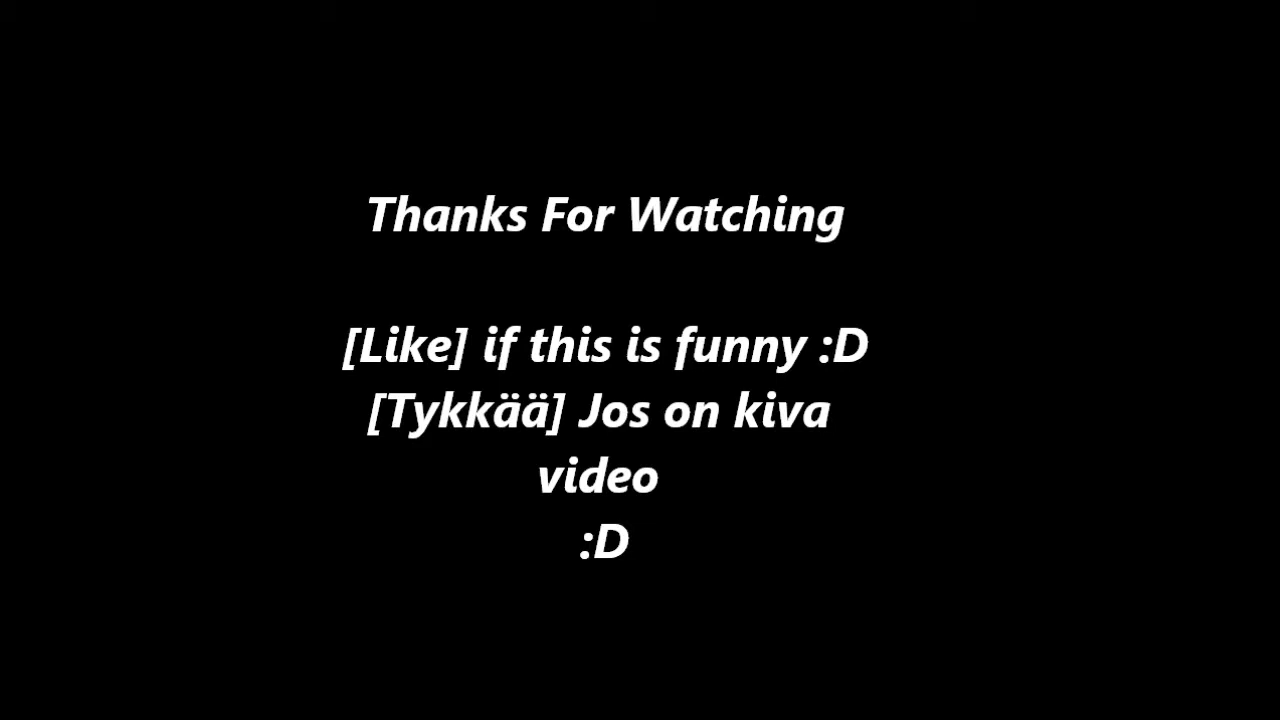 Thanks For Watching
[Like] if this is funny :D
[Tykkää] Jos on kiva
video
:D